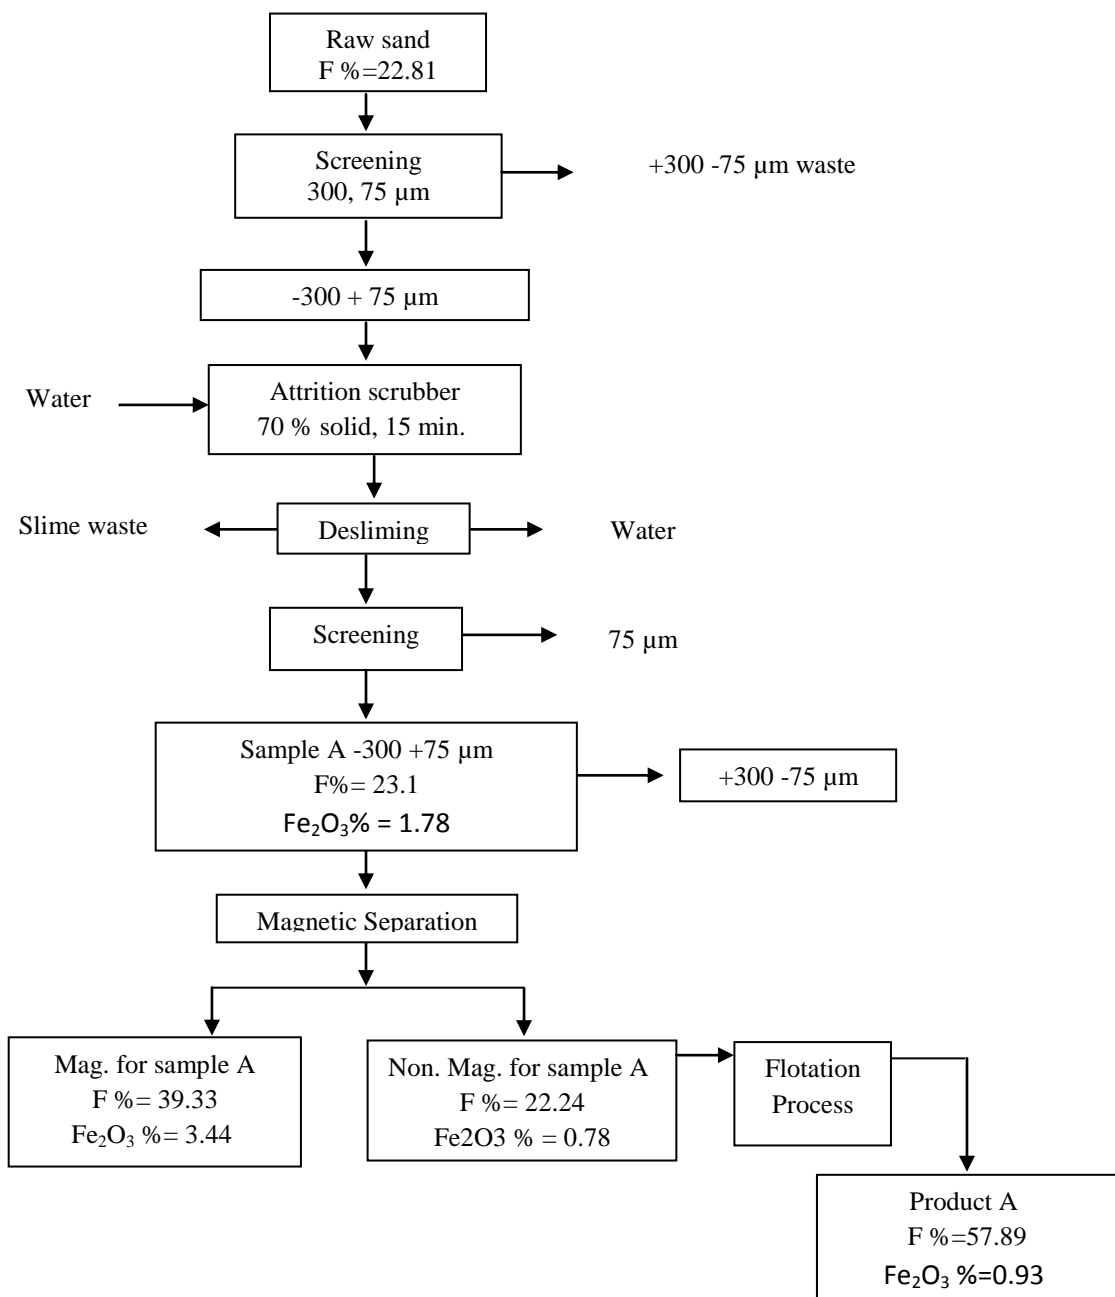 Raw sand
F %=22.81
Screening
300, 75 µm
+300 -75 µm waste
-300 + 75 µm
Water
Attrition scrubber
70 % solid, 15 min.
Slime waste
Desliming
Water
Screening
75 µm
Sample A -300 +75 µm
F%= 23.1
Fe₂O₃% = 1.78
+300 -75 µm
Magnetic Separation
Mag. for sample A
F %= 39.33
Fe₂O₃ %= 3.44
Non. Mag. for sample A
F %= 22.24
Fe2O3 % = 0.78
Flotation
Process
Product A
F %=57.89
Fe₂O₃ %=0.93